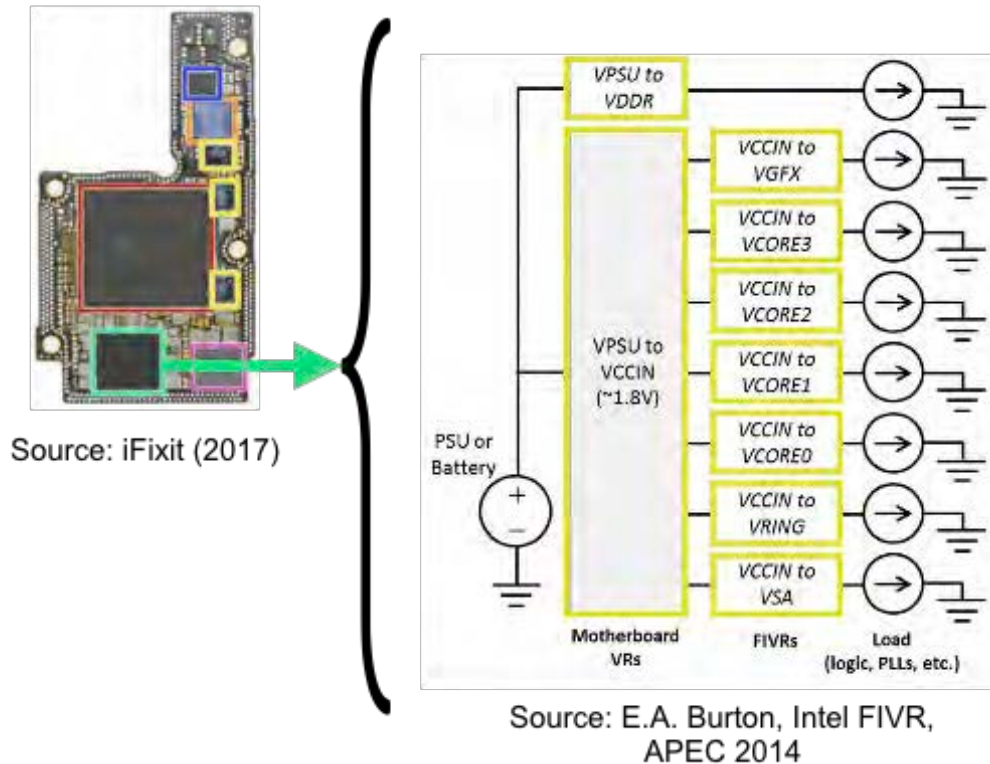 VPSU to
VDDR
VCCIN to
VGFX
VCCIN to
VCORE3
VCCIN to
VCORE2
VPSU to
VCCIN
(~1.8V)
VCCIN to
VCORE1
PSU or
Battery
+
−
VCCIN to
VCORE0
VCCIN to
VRING
VCCIN to
VSA
Motherboard
VRs
FIVRs
Load
(logic, PLLs, etc.)
Source: iFixit (2017)
Source: E.A. Burton, Intel FIVR,
APEC 2014